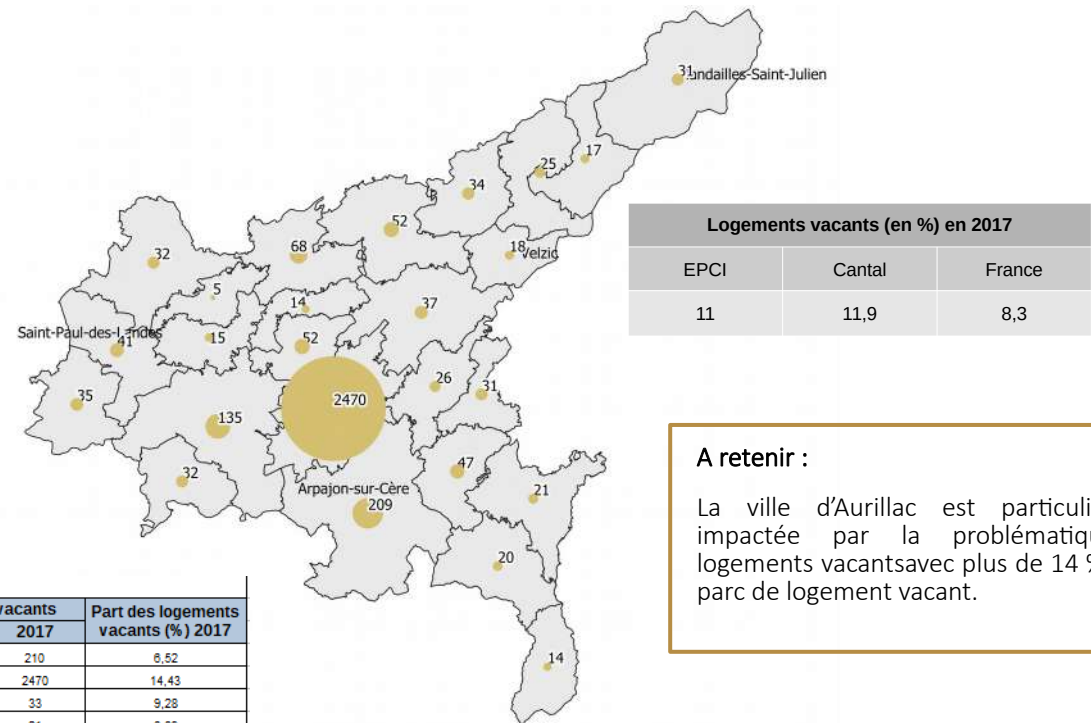 31
andailles-Saint-Julien
25
17
34
52
18
Velzic
68
32
5
14
37
Saint-Paul-des-Landes
41
15
52
26
31
35
2470
135
47
32
Arpajon-sur-Cère
209
21
20
14
Logements vacants (en %) en 2017
EPCI Cantal France
11 11,9 8,3
A retenir :
La ville d'Aurillac est particuli
impactée par la problématiqu
logements vacantsavec plus de 14 %
parc de logement vacant.
vacants Part des logements
2017 vacants (%) 2017
210 6,52
2470 14,43
33 9,28